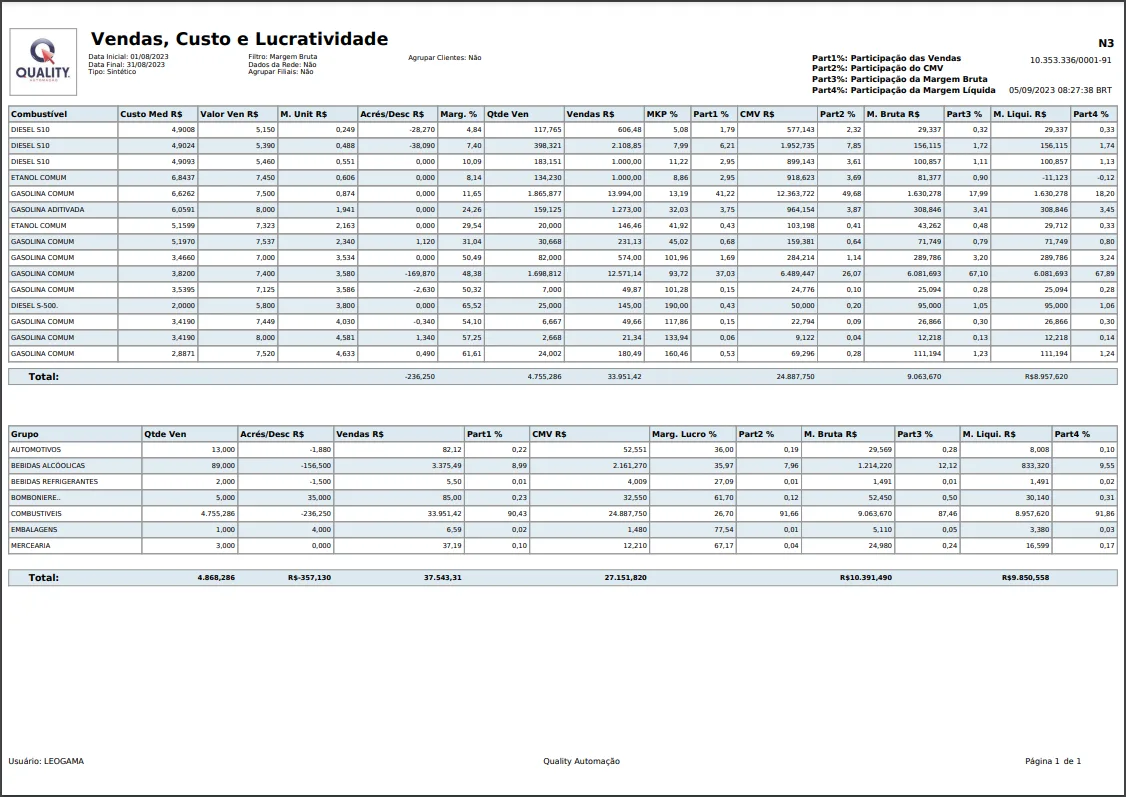 QUALITY
AUTOMAÇÃO
Vendas, Custo e Lucratividade
Data Inicial: 01/08/2023 Filtro: Margem Bruta Agrupar Clientes: Não
Data Final: 31/08/2023 Dados da Rede: Não
Tipo: Sintético Agrupar Filiais: Não
N3
Part1%: Participação das Vendas 10.353.336/0001-91
Part2%: Participação do CMV
Part3%: Participação da Margem Bruta
Part4%: Participação da Margem Líquida 05/09/2023 08:27:38 BRT
Combustível Custo Med R$ Valor Ven R$ M. Unit R$ Acrés/Desc R$ Marg. % Qtde Ven Vendas R$ MKP % Part1 % CMV R$ Part2 % M. Bruta R$ Part3 % M. Liqui. R$ Part4 %
DIESEL S10 4,9008 5,150 0,249 -28,270 4,84 117,765 606,48 5,08 1,79 577,143 2,32 29,337 0,32 29,337 0,33
DIESEL S10 4,9024 5,390 0,488 -38,090 7,40 398,321 2.108,85 7,99 6,21 1.952,735 7,85 156,115 1,72 156,115 1,74
DIESEL S10 4,9093 5,460 0,551 0,000 10,09 183,151 1.000,00 11,22 2,95 899,143 3,61 100,857 1,11 100,857 1,13
ETANOL COMUM 6,8437 7,450 0,606 0,000 8,14 134,230 1.000,00 8,86 2,95 918,623 3,69 81,377 0,90 -11,123 -0,12
GASOLINA COMUM 6,6262 7,500 0,874 0,000 11,65 1.865,877 13.994,00 13,19 41,22 12.363,722 49,68 1.630,278 17,99 1.630,278 18,20
GASOLINA ADITIVADA 6,0591 8,000 1,941 0,000 24,26 159,125 1.273,00 32,03 3,75 964,154 3,87 308,846 3,41 308,846 3,45
ETANOL COMUM 5,1599 7,323 2,163 0,000 29,54 20,000 146,46 41,92 0,43 103,198 0,41 43,262 0,48 29,712 0,33
GASOLINA COMUM 5,1970 7,537 2,340 1,120 31,04 30,668 231,13 45,02 0,68 159,381 0,64 71,749 0,79 71,749 0,80
GASOLINA COMUM 3,4660 7,000 3,534 0,000 50,49 82,000 574,00 101,96 1,69 284,214 1,14 289,786 3,20 289,786 3,24
GASOLINA COMUM 3,8200 7,400 3,580 -169,870 48,38 1.698,812 12.571,14 93,72 37,03 6.489,447 26,07 6.081,693 67,10 6.081,693 67,89
GASOLINA COMUM 3,5395 7,125 3,586 -2,630 50,32 7,000 49,87 101,28 0,15 24,776 0,10 25,094 0,28 25,094 0,28
DIESEL S-500. 2,0000 5,800 3,800 0,000 65,52 25,000 145,00 190,00 0,43 50,000 0,20 95,000 1,05 95,000 1,06
GASOLINA COMUM 3,4190 7,449 4,030 -0,340 54,10 6,667 49,66 117,86 0,15 22,794 0,09 26,866 0,30 26,866 0,30
GASOLINA COMUM 3,4190 8,000 4,581 1,340 57,25 2,668 21,34 133,94 0,06 9,122 0,04 12,218 0,13 12,218 0,14
GASOLINA COMUM 2,8871 7,520 4,633 0,490 61,61 24,002 180,49 160,46 0,53 69,296 0,28 111,194 1,23 111,194 1,24
Total: -236,250 4.755,286 33.951,42 24.887,750 9.063,670 R$8.957,620
Grupo Qtde Ven Acrés/Desc R$ Vendas R$ Part1 % CMV R$ Marg. Lucro % Part2 % M. Bruta R$ Part3 % M. Liqui. R$ Part4 %
AUTOMOTIVOS 13,000 -1,880 82,12 0,22 52,551 36,00 0,19 29,569 0,28 8,008 0,10
BEBIDAS ALCÓOLICAS 89,000 -156,500 3.375,49 8,99 2.161,270 35,97 7,96 1.214,220 12,12 833,320 9,55
BEBIDAS REFRIGERANTES 2,000 -1,500 5,50 0,01 4,009 27,09 0,01 1,491 0,01 1,491 0,02
BOMBONIERE.. 5,000 35,000 85,00 0,23 32,550 61,70 0,12 52,450 0,50 30,140 0,31
COMBUSTIVEIS 4.755,286 -236,250 33.951,42 90,43 24.887,750 26,70 91,66 9.063,670 87,46 8.957,620 91,86
EMBALAGENS 1,000 4,000 6,59 0,02 1,480 77,54 0,01 5,110 0,05 3,380 0,03
MERCEARIA 3,000 0,000 37,19 0,10 12,210 67,17 0,04 24,980 0,24 16,599 0,17
Total: 4.868,286 R$-357,130 37.543,31 27.151,820 R$10.391,490 R$9.850,558
Usuário: LEOGAMA Quality Automação Página 1 de 1